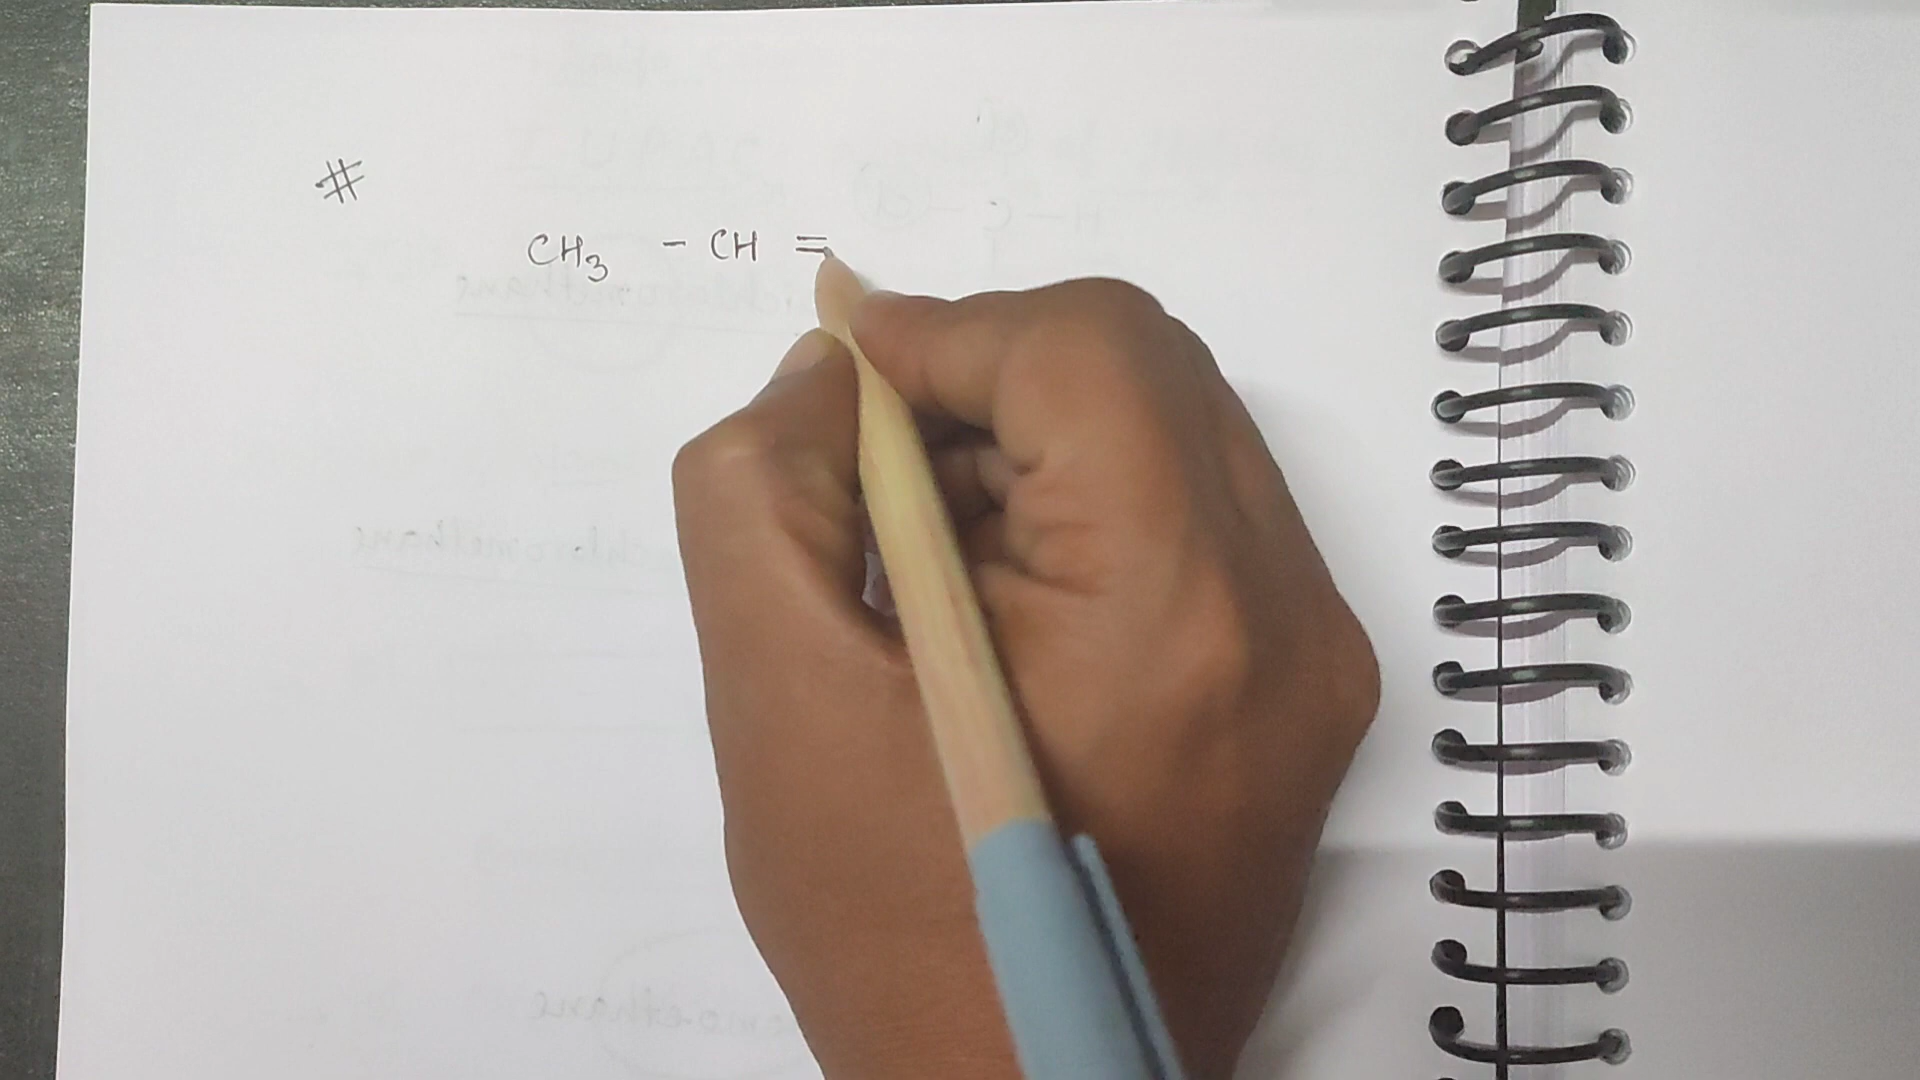 #
CH₃ - CH =